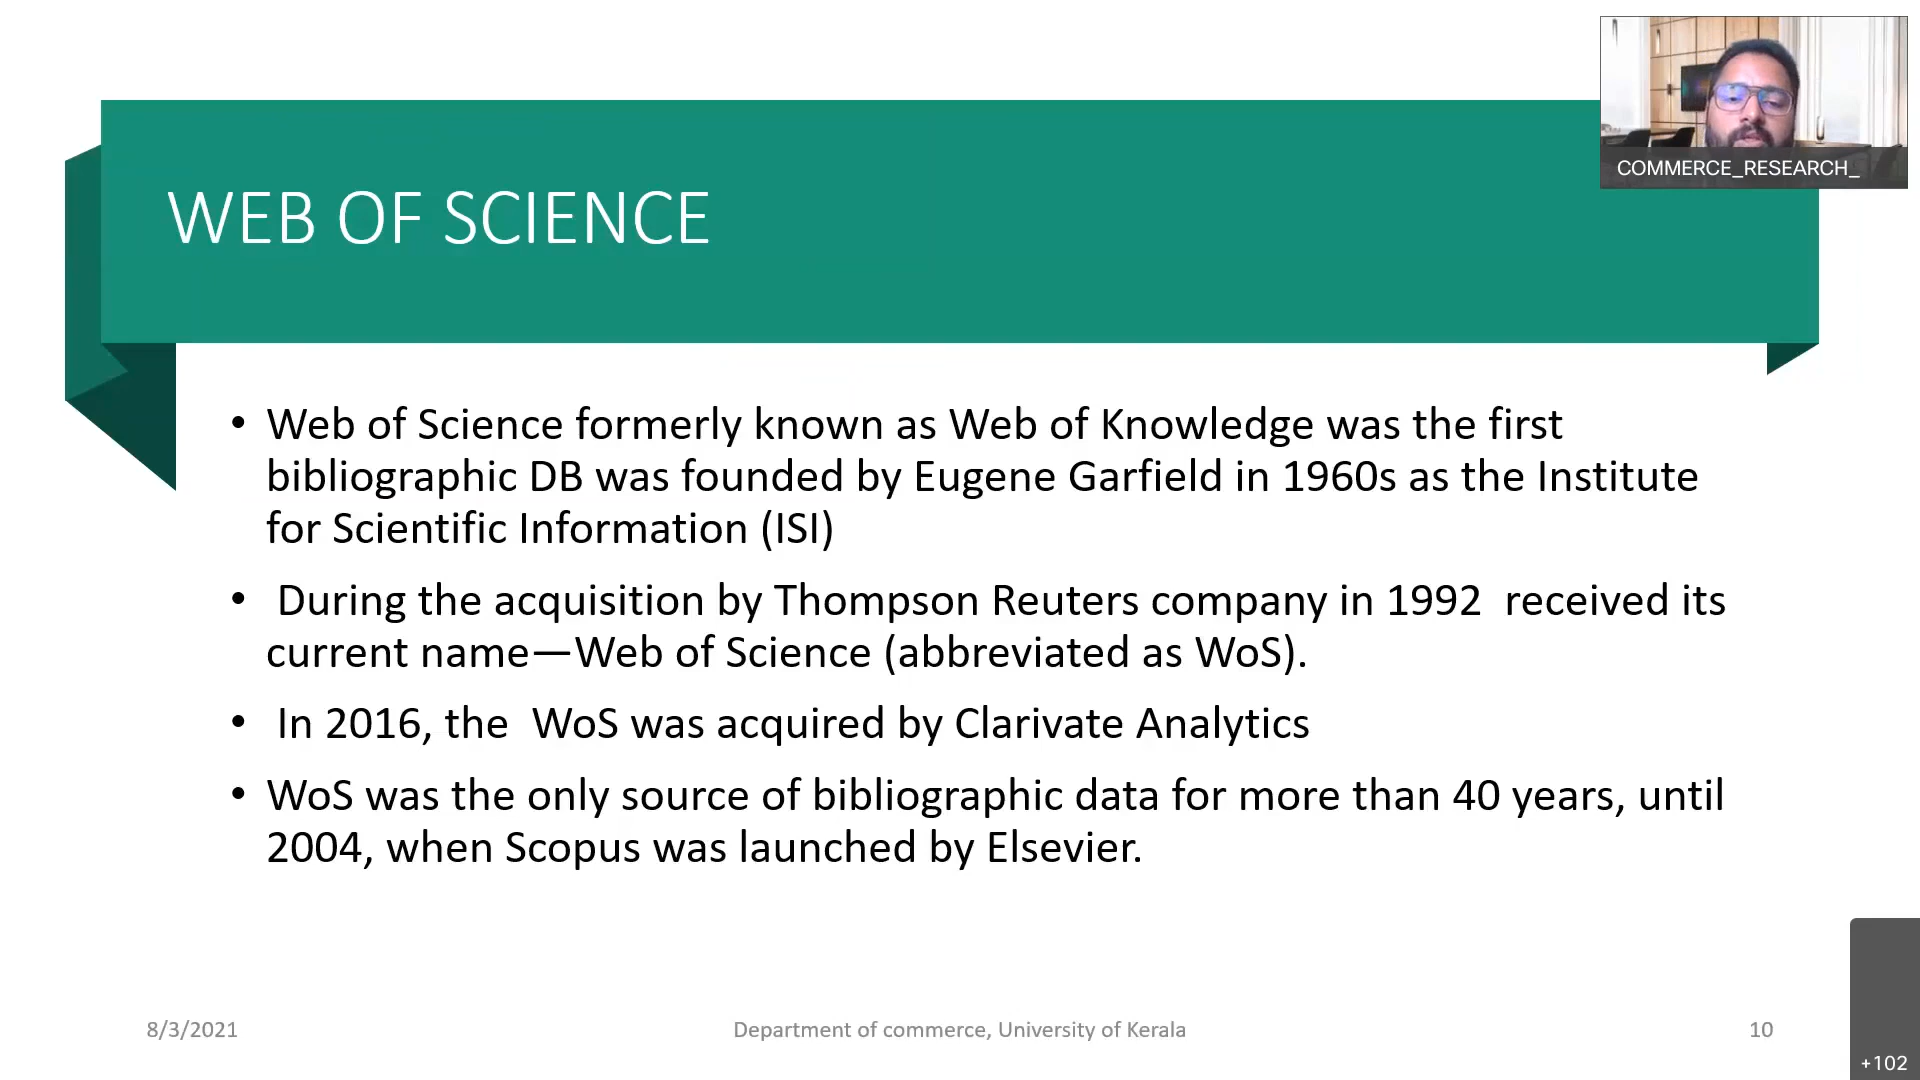 COMMERCE_RESEARCH_
WEB OF SCIENCE
• Web of Science formerly known as Web of Knowledge was the first
bibliographic DB was founded by Eugene Garfield in 1960s as the Institute
for Scientific Information (ISI)
• During the acquisition by Thompson Reuters company in 1992 received its
current name—Web of Science (abbreviated as WoS).
• In 2016, the WoS was acquired by Clarivate Analytics
• WoS was the only source of bibliographic data for more than 40 years, until
2004, when Scopus was launched by Elsevier.
8/3/2021
Department of commerce, University of Kerala
10
+102